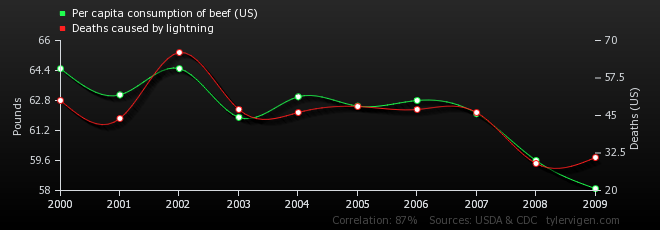 Per capita consumption of beef (US)
Deaths caused by lightning
66
64.4
62.8
61.2
59.6
58
Pounds
70
57.5
45
32.5
20
Deaths (US)
2000 2001 2002 2003 2004 2005 2006 2007 2008 2009
Correlation: 87% Sources: USDA & CDC tylervigen.com